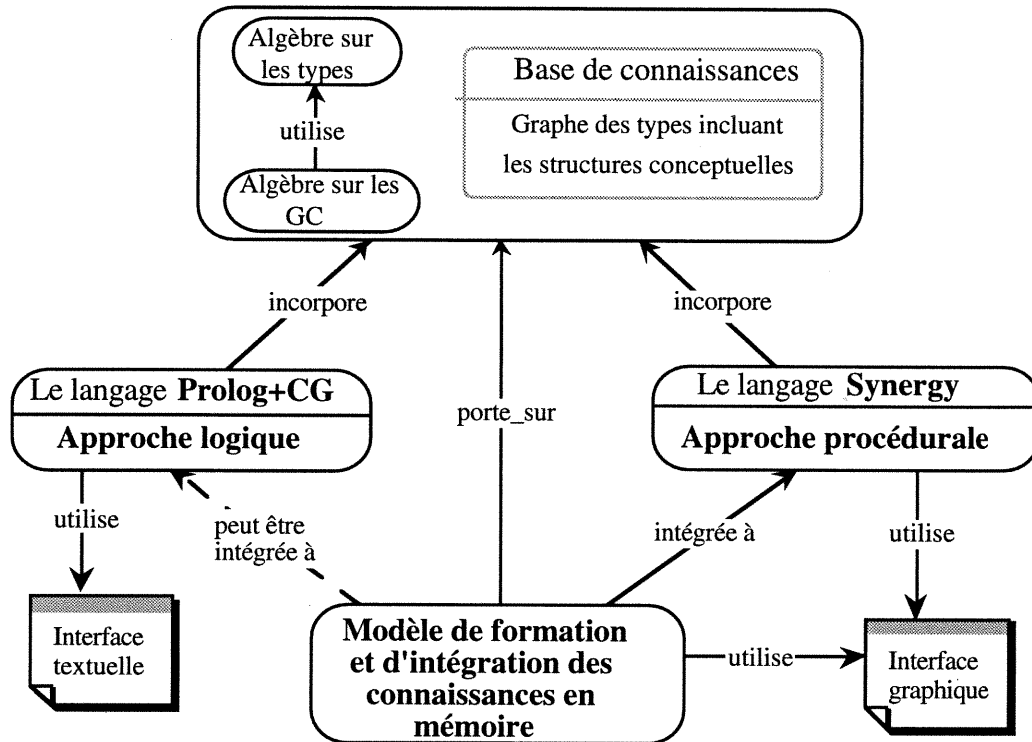 Algèbre sur
les types
utilise
Algèbre sur les
GC
Base de connaissances
Graphe des types incluant
les structures conceptuelles
incorpore
incorpore
Le langage Prolog+CG
Approche logique
porte_sur
Le langage Synergy
Approche procédurale
utilise
peut être
intégrée à
intégrée à
utilise
Interface
textuelle
Modèle de formation
et d'intégration des
connaissances en
mémoire
utilise
Interface
graphique